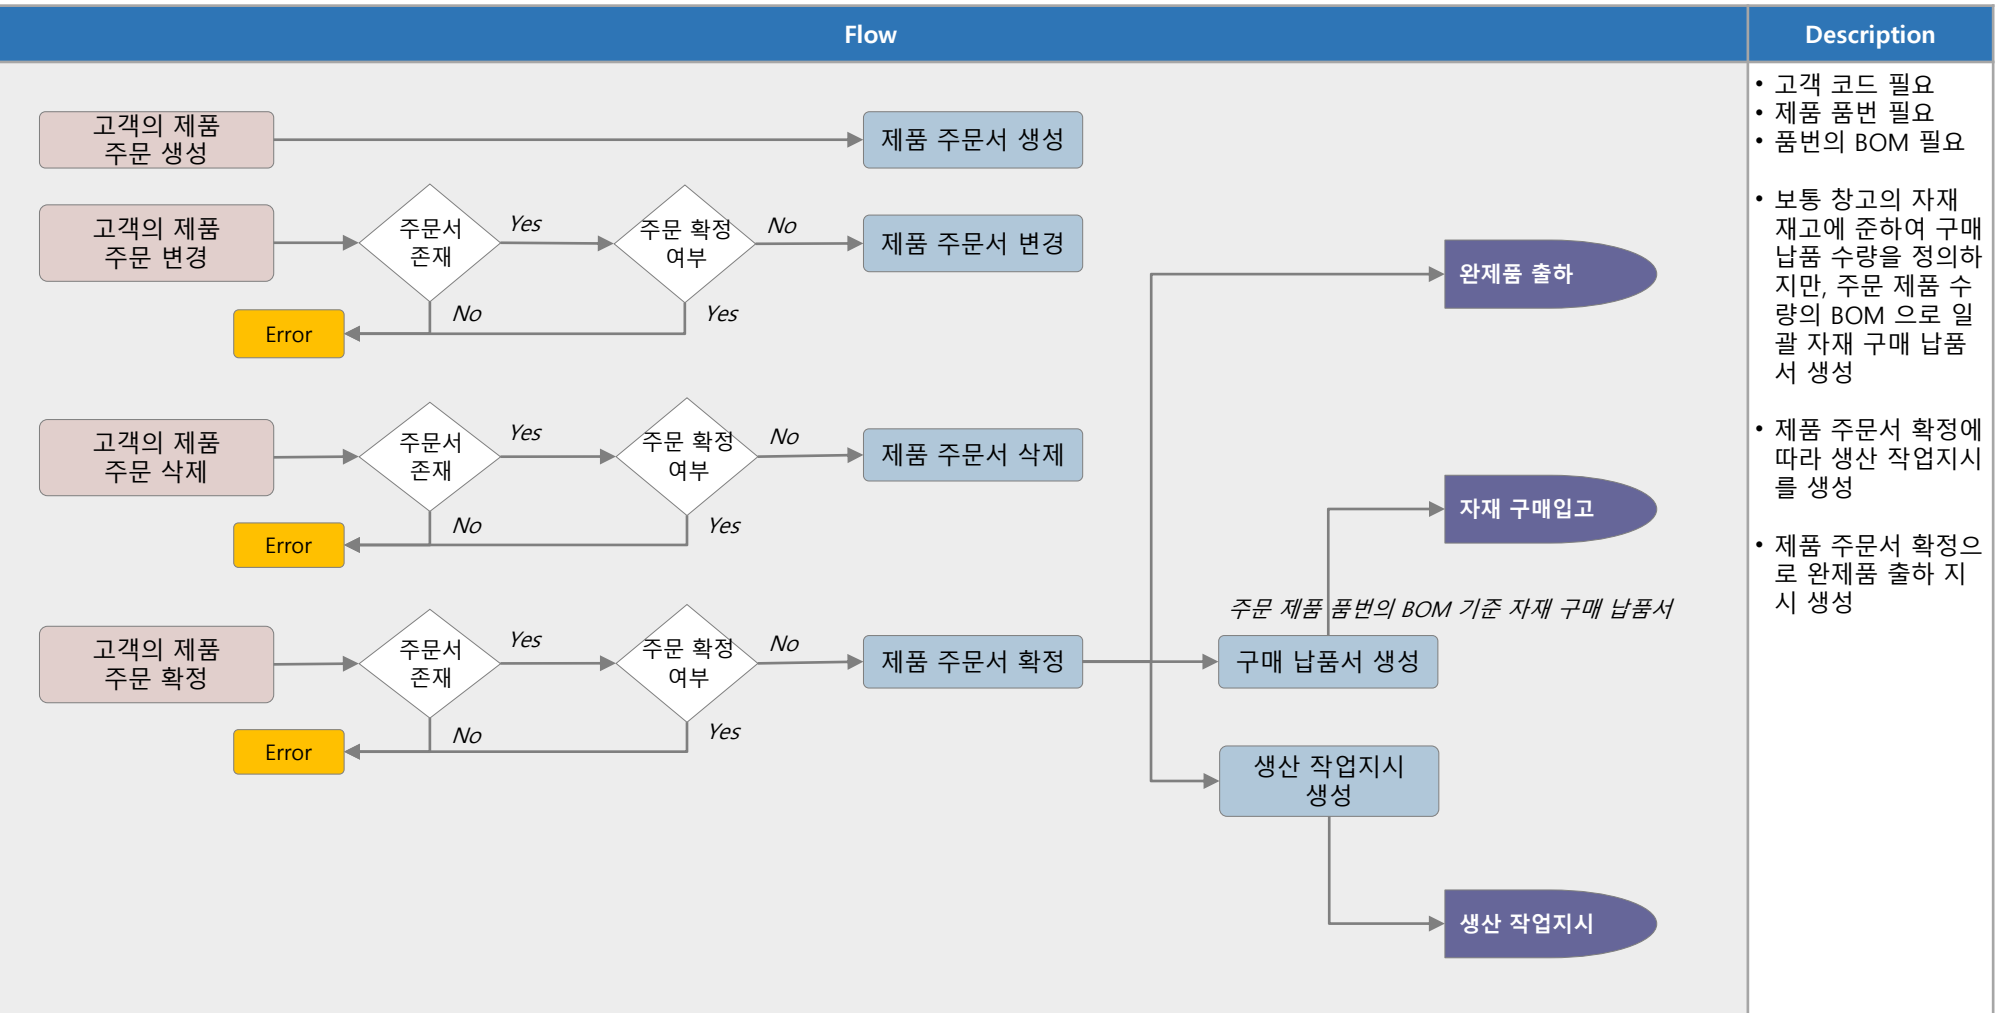 Flow
Description
고객의 제품
주문 생성
제품 주문서 생성
고객의 제품
주문 변경
주문서
존재
Yes
주문 확정
여부
No
제품 주문서 변경
No
Yes
Error
완제품 출하
고객의 제품
주문 삭제
주문서
존재
Yes
주문 확정
여부
No
제품 주문서 삭제
No
Yes
Error
자재 구매입고
주문 제품 품번의 BOM 기준 자재 구매 납품서
고객의 제품
주문 확정
주문서
존재
Yes
주문 확정
여부
No
제품 주문서 확정
구매 납품서 생성
No
Yes
Error
생산 작업지시
생성
생산 작업지시
• 고객 코드 필요
• 제품 품번 필요
• 품번의 BOM 필요
• 보통 창고의 자재
재고에 준하여 구매
납품 수량을 정의하
지만, 주문 제품 수
량의 BOM 으로 일
괄 자재 구매 납품
서 생성
• 제품 주문서 확정에
따라 생산 작업지시
를 생성
• 제품 주문서 확정으
로 완제품 출하 지
시 생성